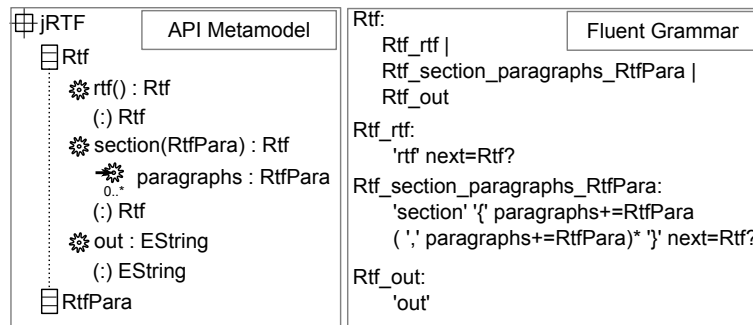 jRTF
API Metamodel
Rtf
rtf() : Rtf
(:) Rtf
section(RtfPara) : Rtf
0..*
paragraphs : RtfPara
(:) Rtf
out : EString
(:) EString
RtfPara
Rtf:
Fluent Grammar
Rtf_rtf |
Rtf_section_paragraphs_RtfPara |
Rtf_out
Rtf_rtf:
'rtf' next=Rtf?
Rtf_section_paragraphs_RtfPara:
'section' '{' paragraphs+=RtfPara
( ',' paragraphs+=RtfPara)* '}' next=Rtf?
Rtf_out:
'out'